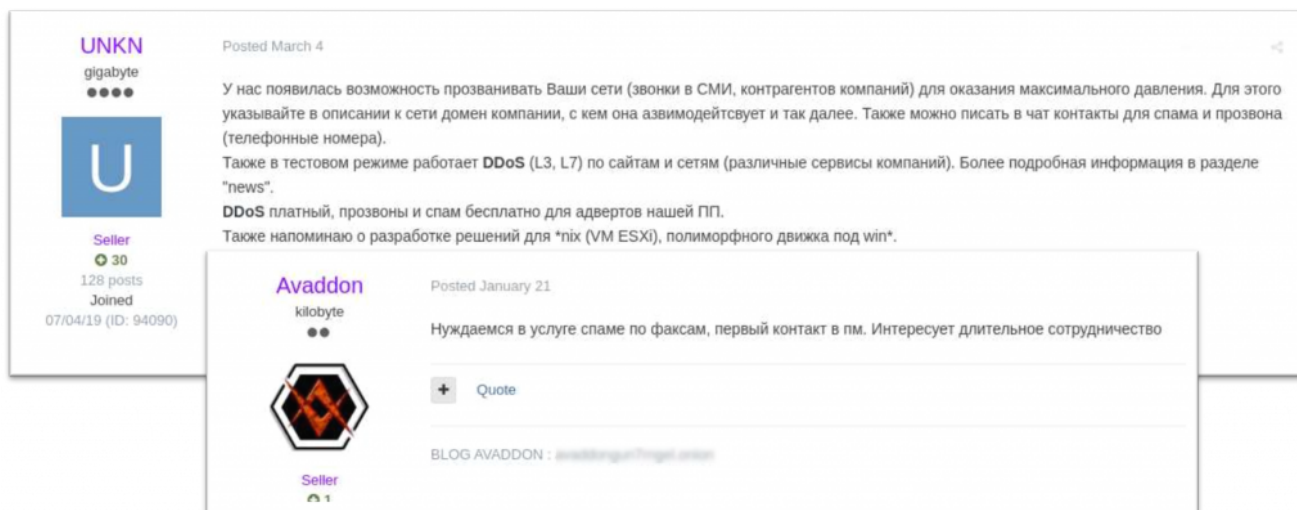 UNKN
gigabyte
U
Seller
30
128 posts
Joined
07/04/19 (ID: 94090)
Posted March 4
У нас появилась возможность прозванивать Ваши сети (звонки в СМИ, контрагентов компаний) для оказания максимального давления. Для этого
указывайте в описании к сети домен компании, с кем она азвимодейтсвует и так далее. Также можно писать в чат контакты для спама и прозвона
(телефонные номера).
Также в тестовом режиме работает DDoS (L3, L7) по сайтам и сетям (различные сервисы компаний). Более подробная информация в разделе
"news".
DDoS платный, прозвоны и спам бесплатно для адвертов нашей ПП.
Также напоминаю о разработке решений для *nix (VM ESXi), полиморфного движка под win*.
Avaddon
kilobyte
Seller
1
Posted January 21
Нуждаемся в услуге спаме по факсам, первый контакт в пм. Интересует длительное сотрудничество
+ Quote
BLOG AVADDON :